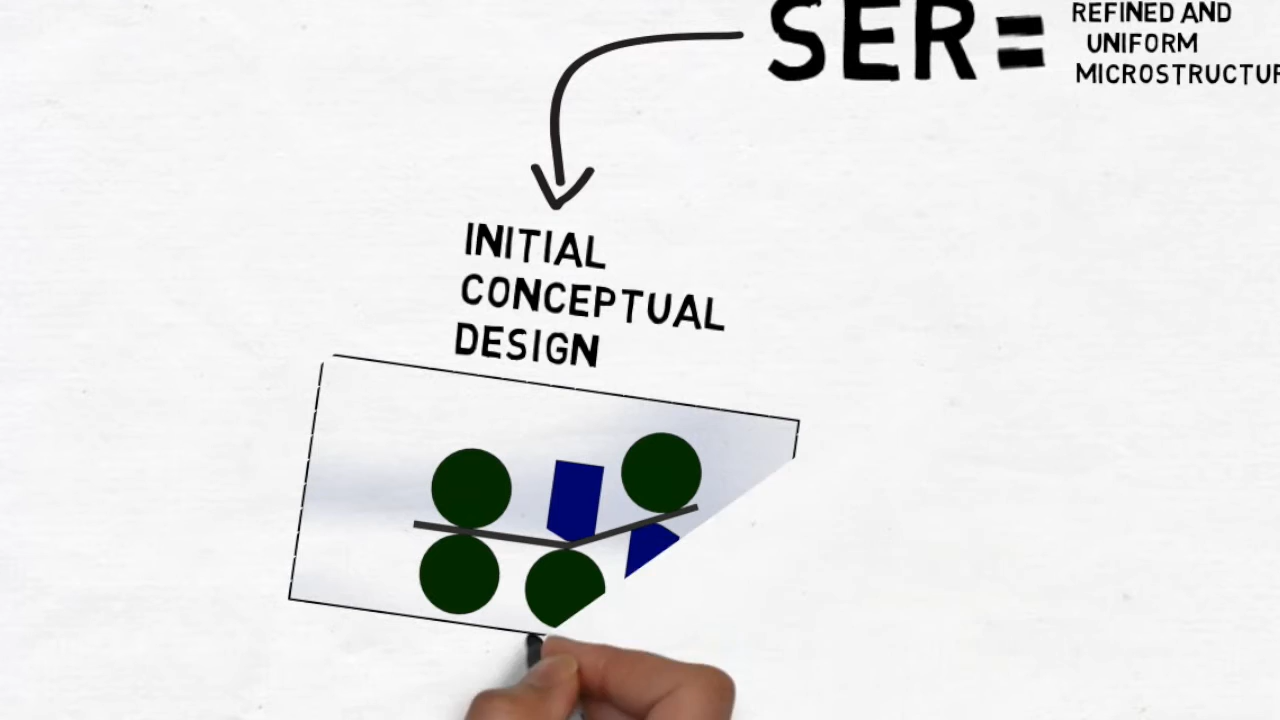 SER=
REFINED AND
UNIFORM
INITIAL
CONCEPTUAL
DESIGN